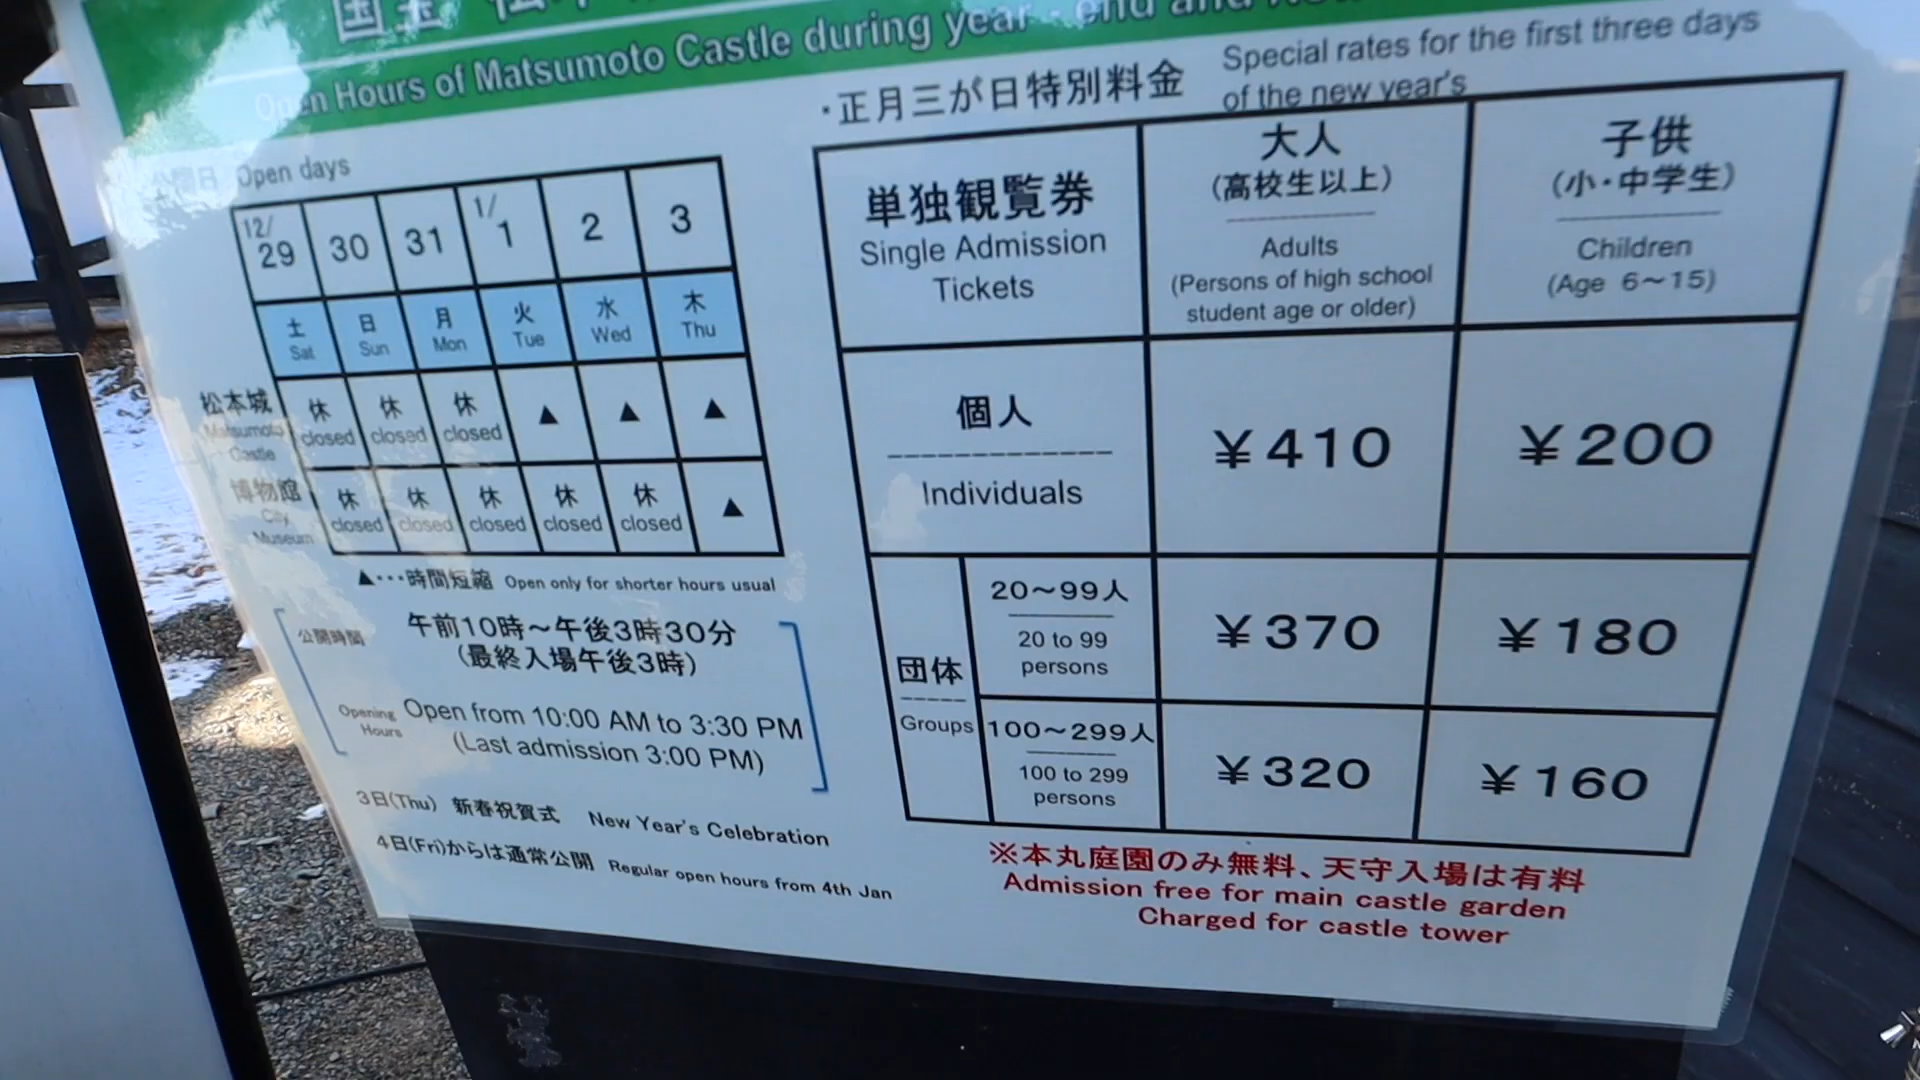 Open Hours of Matsumoto Castle during year - end and
公開日 Open days
12/29 30 31 1/1 2 3
土 日 月 火 水 木
Sat Sun Mon Tue Wed Thu
松本城 休 休 休 ▲ ▲ ▲
Matsumoto Castle closed closed closed
博物館 休 休 休 休 休 ▲
City Museum closed closed closed closed closed
▲･･･時間短縮 Open only for shorter hours usual
公開時間 午前10時～午後3時30分
(最終入場午後3時)
Opening Hours Open from 10:00 AM to 3:30 PM
(Last admission 3:00 PM)
3日(Thu) 新春祝賀式 New Year's Celebration
4日(Fri)からは通常公開 Regular open hours from 4th Jan
・正月三が日特別料金 Special rates for the first three days
of the new year's
単独観覧券
Single Admission
Tickets
大人
(高校生以上)
Adults
(Persons of high school
student age or older)
子供
(小・中学生)
Children
(Age 6～15)
個人
Individuals
￥410 ￥200
団体
Groups
20～99人
20 to 99
persons
￥370 ￥180
100～299人
100 to 299
persons
￥320 ￥160
※本丸庭園のみ無料、天守入場は有料
Admission free for main castle garden
Charged for castle tower